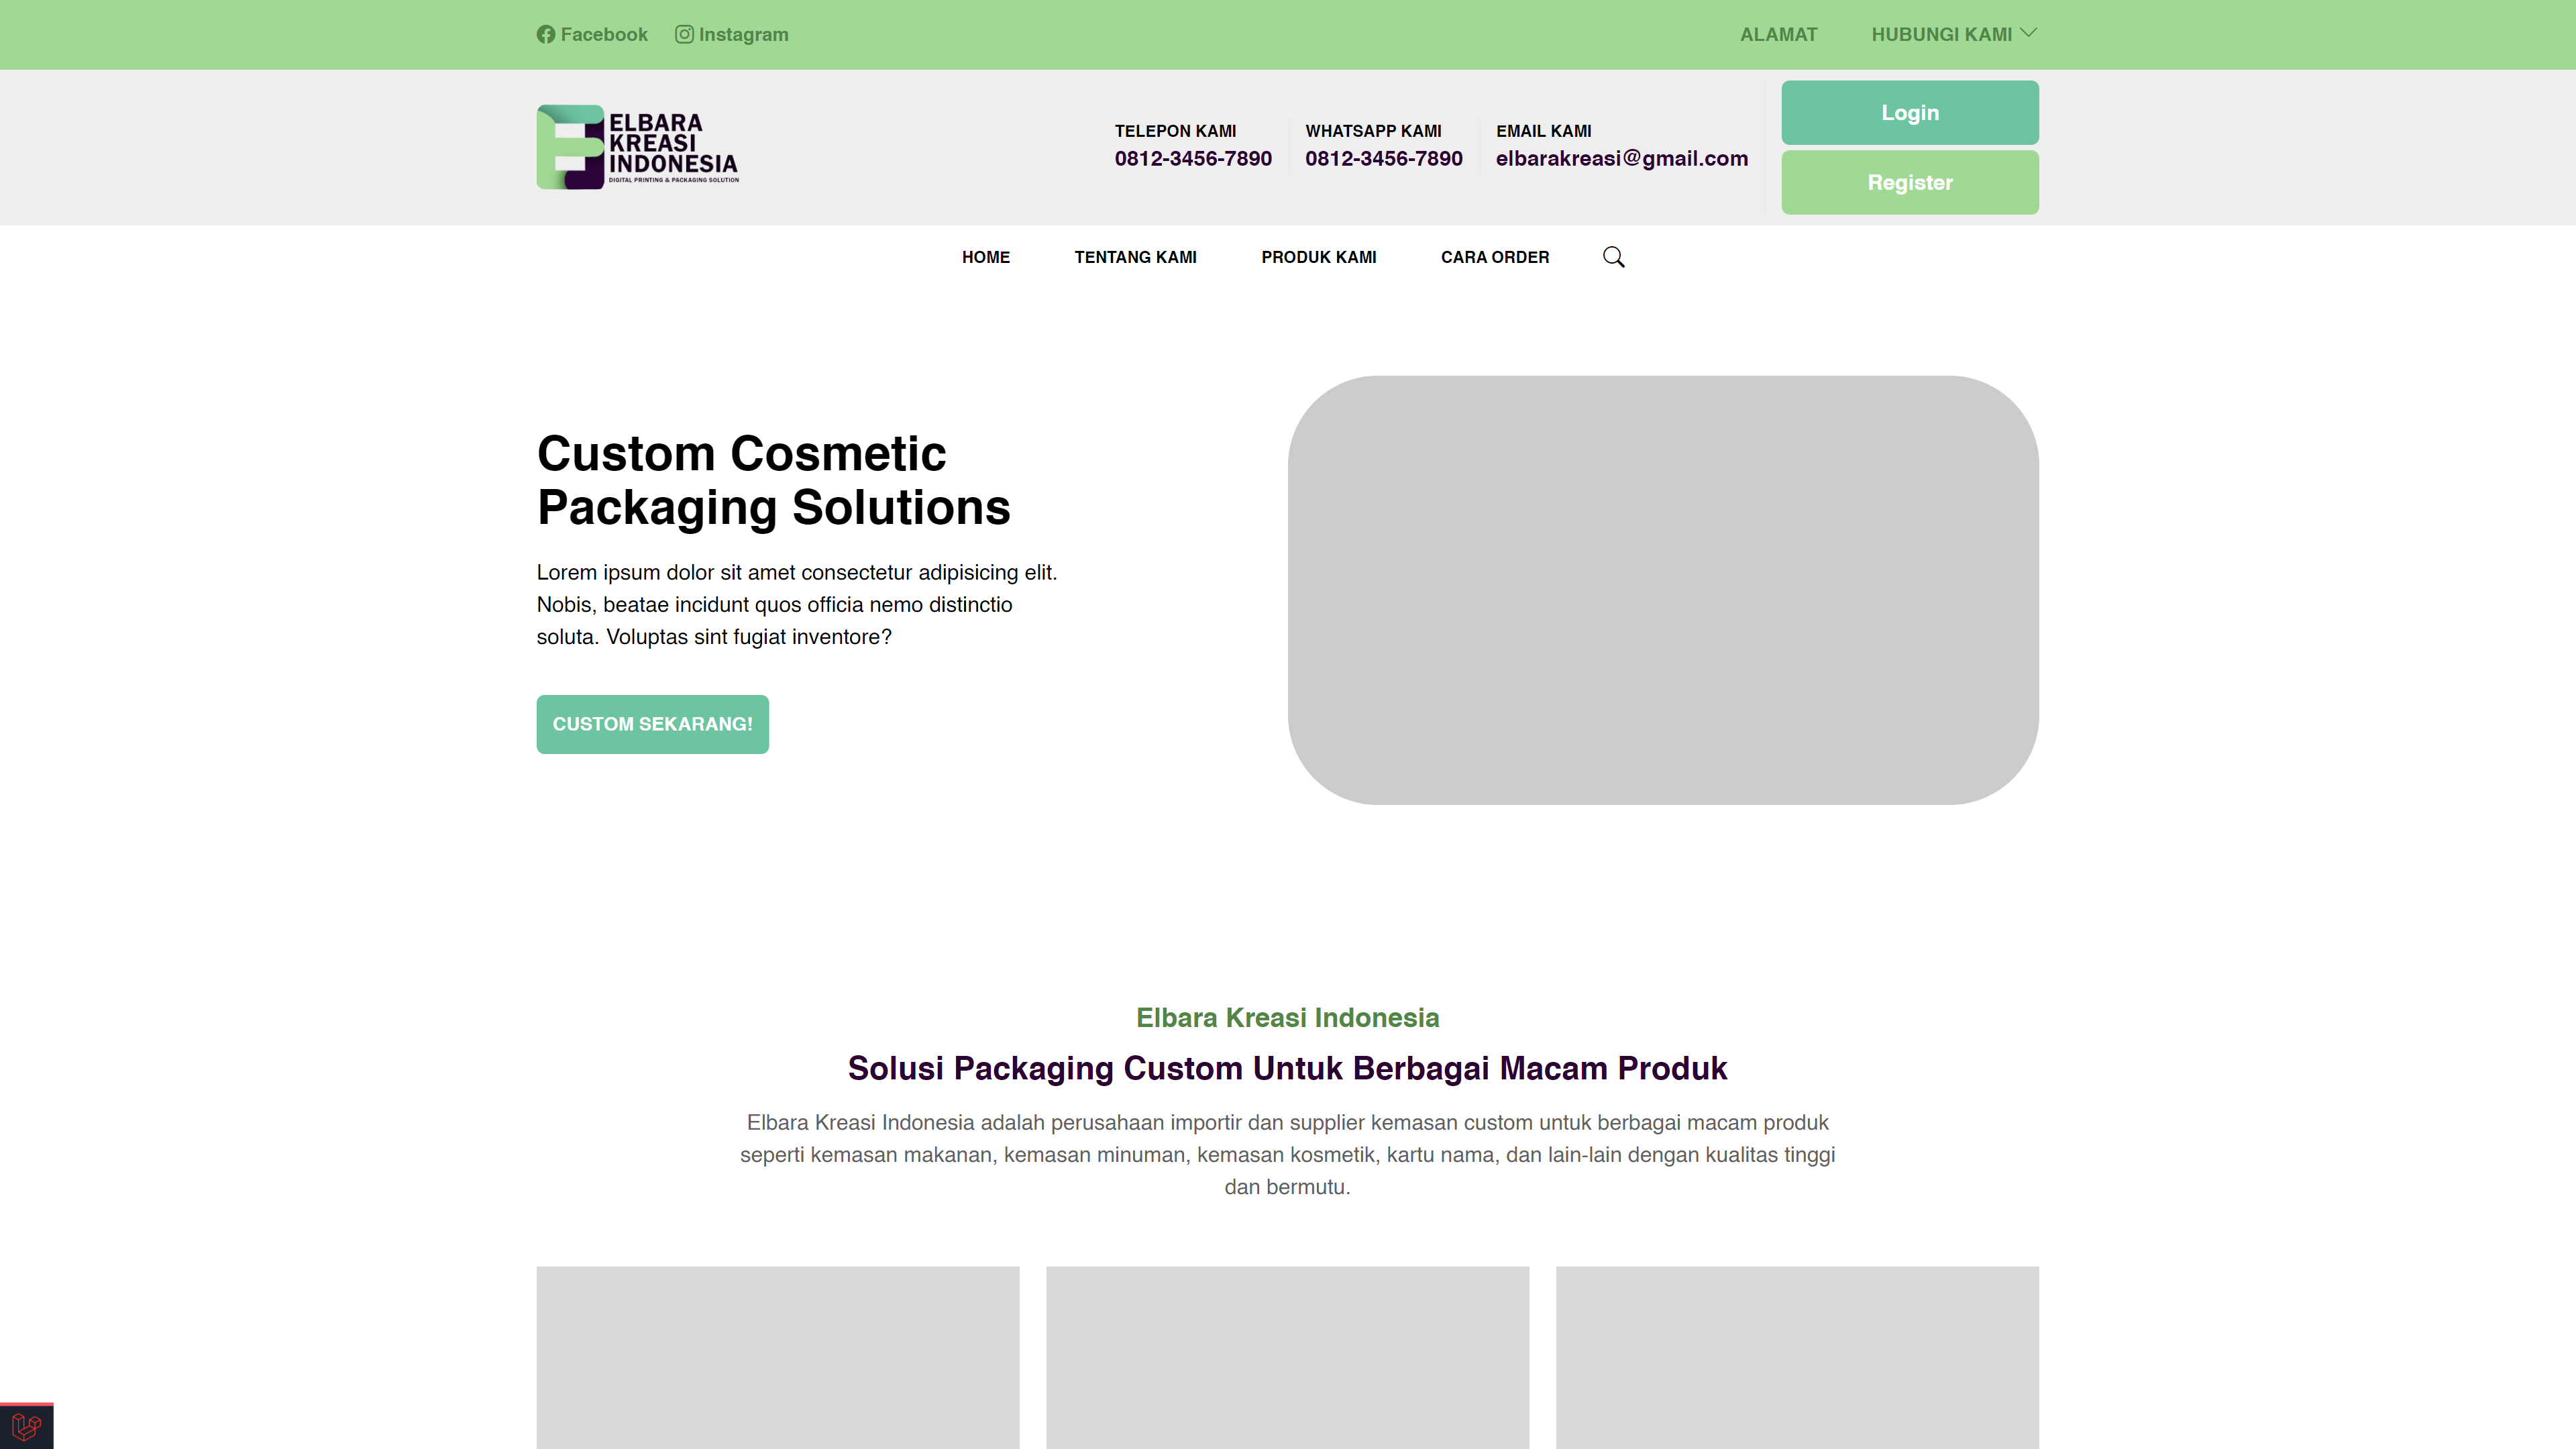 Facebook
Instagram
ALAMAT
HUBUNGI KAMI
ELBARA
KREASI
INDONESIA
DIGITAL PRINTING & PACKAGING SOLUTION
TELEPON KAMI
0812-3456-7890
WHATSAPP KAMI
0812-3456-7890
EMAIL KAMI
elbarakreasi@gmail.com
Login
Register
HOME
TENTANG KAMI
PRODUK KAMI
CARA ORDER
Custom Cosmetic
Packaging Solutions
Lorem ipsum dolor sit amet consectetur adipisicing elit.
Nobis, beatae incidunt quos officia nemo distinctio
soluta. Voluptas sint fugiat inventore?
CUSTOM SEKARANG!
Elbara Kreasi Indonesia
Solusi Packaging Custom Untuk Berbagai Macam Produk
Elbara Kreasi Indonesia adalah perusahaan importir dan supplier kemasan custom untuk berbagai macam produk
seperti kemasan makanan, kemasan minuman, kemasan kosmetik, kartu nama, dan lain-lain dengan kualitas tinggi
dan bermutu.